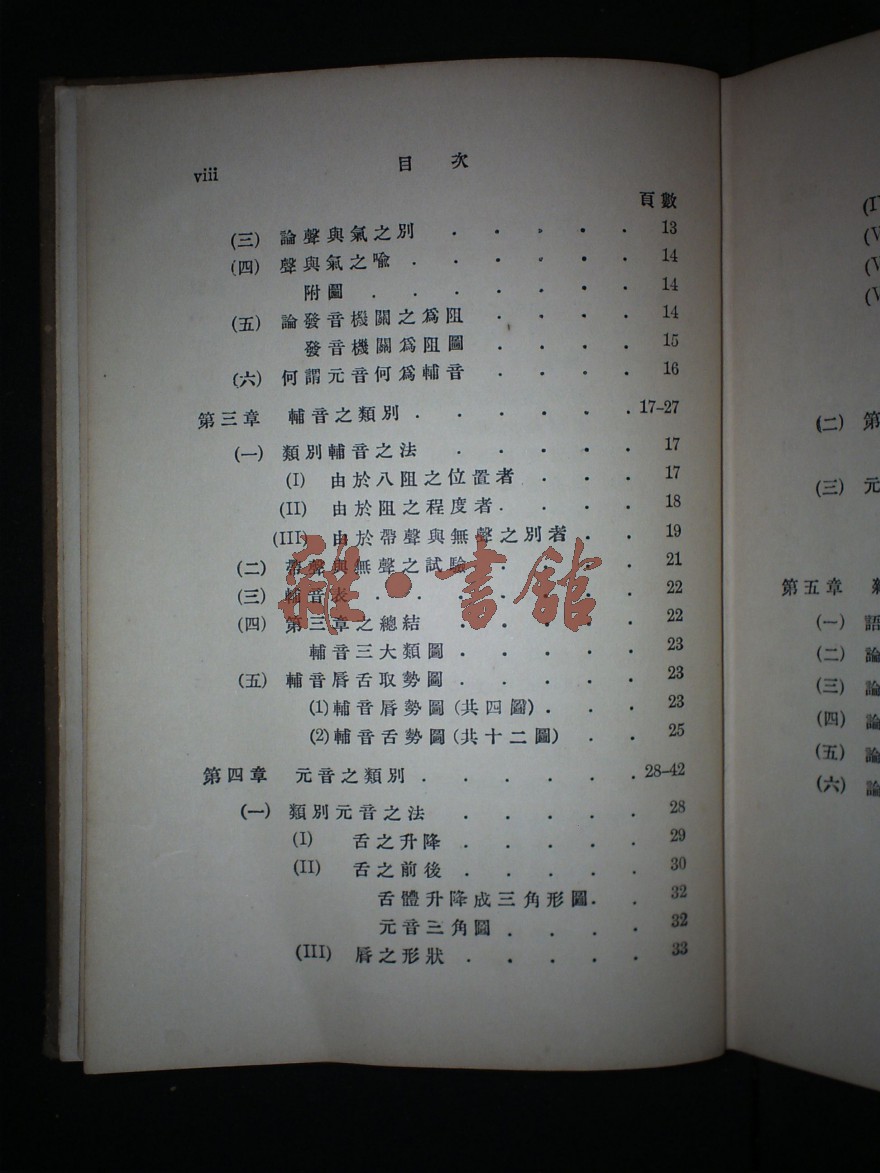 viii 目次
頁數
(三) 論聲與氣之別 . . . . . 13
(四) 聲與氣之喻 . . . . . . 14
附圖 . . . . . . 14
(五) 論發音機關之爲阻 . . . . 14
發音機關爲阻圖 . . . . 15
(六) 何謂元音何爲輔音 . . . . 16
第三章 輔音之類別 . . . . . . 17–27
(一) 類別輔音之法 . . . . . 17
(I) 由於八阻之位置者 . . . 17
(II) 由於阻之程度者 . . . . 18
(III) 由於帶聲與無聲之別者 . . 19
(二) 帶聲與無聲之試驗 . . . . 21
(三) 輔音表 . . . . . . 22
(四) 第三章之總結 . . . . . 22
輔音三大類圖 . . . . . 23
(五) 輔音唇舌取勢圖 . . . . . 23
(1) 輔音唇勢圖 (共四圖) . . . 23
(2) 輔音舌勢圖 (共十二圖) . . 25
第四章 元音之類別 . . . . . . 28–42
(一) 類別元音之法 . . . . . 28
(I) 舌之升降 . . . . . 29
(II) 舌之前後 . . . . . 30
舌體升降成三角形圖 . . 32
元音三角圖 . . . . 32
(III) 唇之形狀 . . . . . 33
雜·書館
(二) 第
(三) 元
第五章
(一) 語
(二) 論
(三) 論
(四) 論
(五) 論
(六) 論